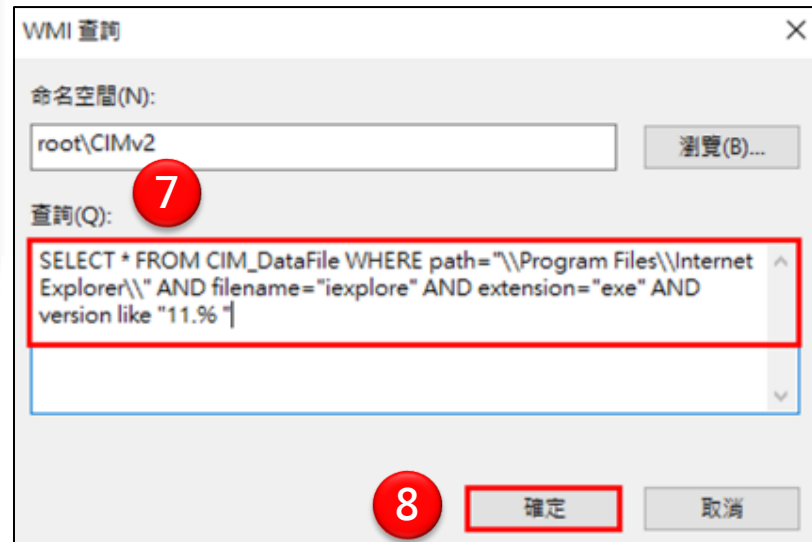 WMI 查詢
命名空間(N):
root\CIMv2
瀏覽(B)...
7
查詢(Q):
SELECT * FROM CIM_DataFile WHERE path="\\Program Files\\Internet
Explorer\\" AND filename="iexplore" AND extension="exe" AND
version like "11.% "
8
確定
取消